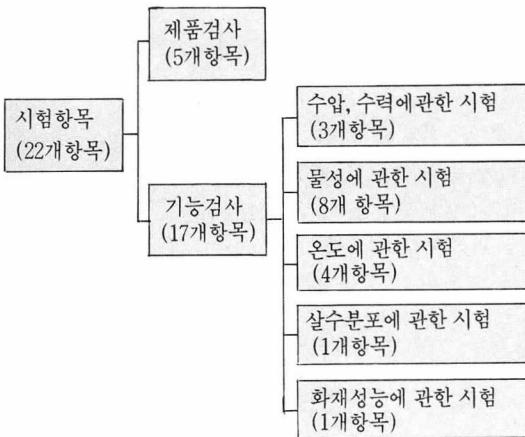 제품검사
(5개항목)
시험항목
(22개항목)
기능검사
(17개항목)
수압, 수력에관한 시험
(3개항목)
물성에 관한 시험
(8개 항목)
온도에 관한 시험
(4개항목)
살수분포에 관한 시험
(1개항목)
화재성능에 관한 시험
(1개항목)